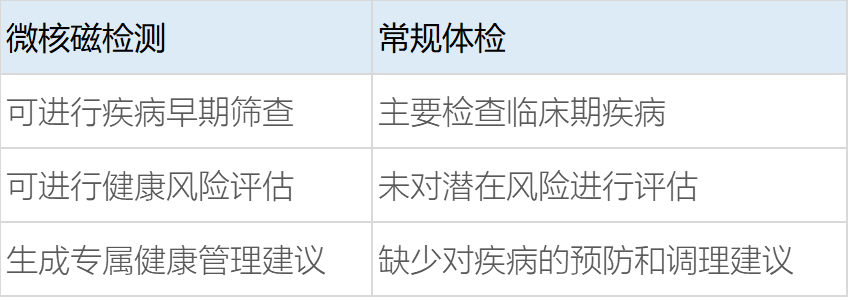 微核磁检测 常规体检
可进行疾病早期筛查 主要检查临床期疾病
可进行健康风险评估 未对潜在风险进行评估
生成专属健康管理建议 缺少对疾病的预防和调理建议